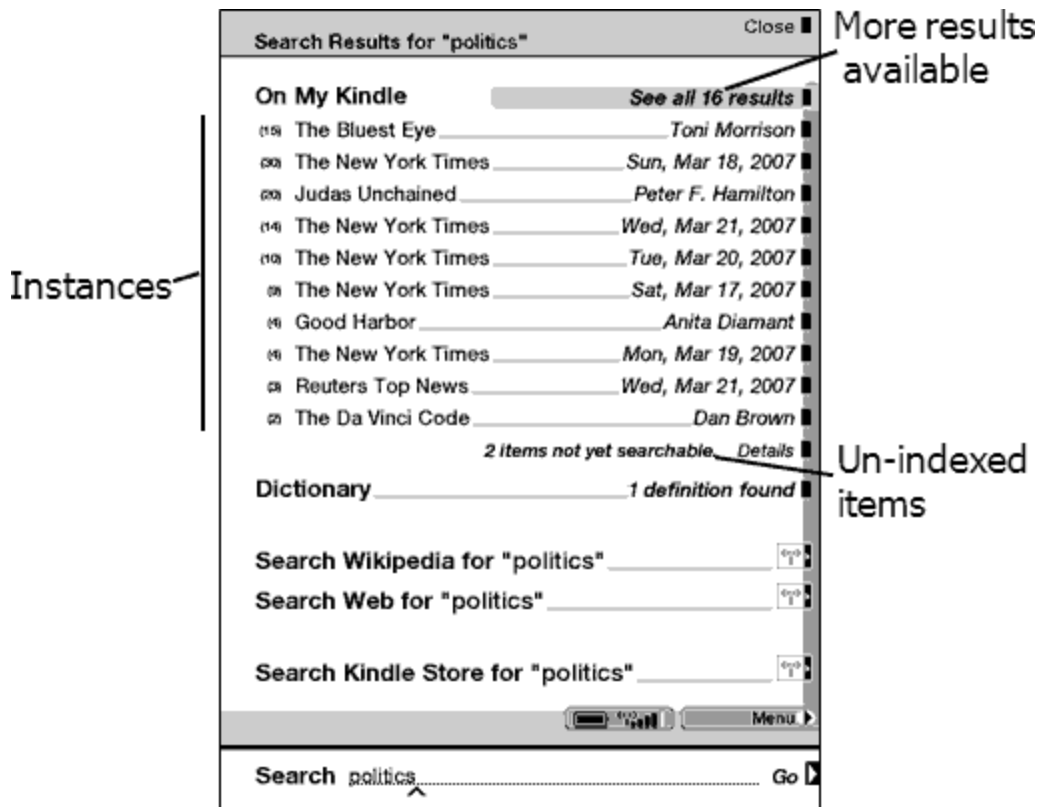 Search Results for "politics"
Close
More results
available
On My Kindle See all 16 results
(15) The Bluest Eye Toni Morrison
(30) The New York Times Sun, Mar 18, 2007
(20) Judas Unchained Peter F. Hamilton
(14) The New York Times Wed, Mar 21, 2007
(10) The New York Times Tue, Mar 20, 2007
Instances
(9) The New York Times Sat, Mar 17, 2007
(4) Good Harbor Anita Diamant
(4) The New York Times Mon, Mar 19, 2007
(3) Reuters Top News Wed, Mar 21, 2007
(2) The Da Vinci Code Dan Brown
2 items not yet searchable Details
Un-indexed
items
Dictionary 1 definition found
Search Wikipedia for "politics"
Search Web for "politics"
Search Kindle Store for "politics"
Menu
Search politics Go